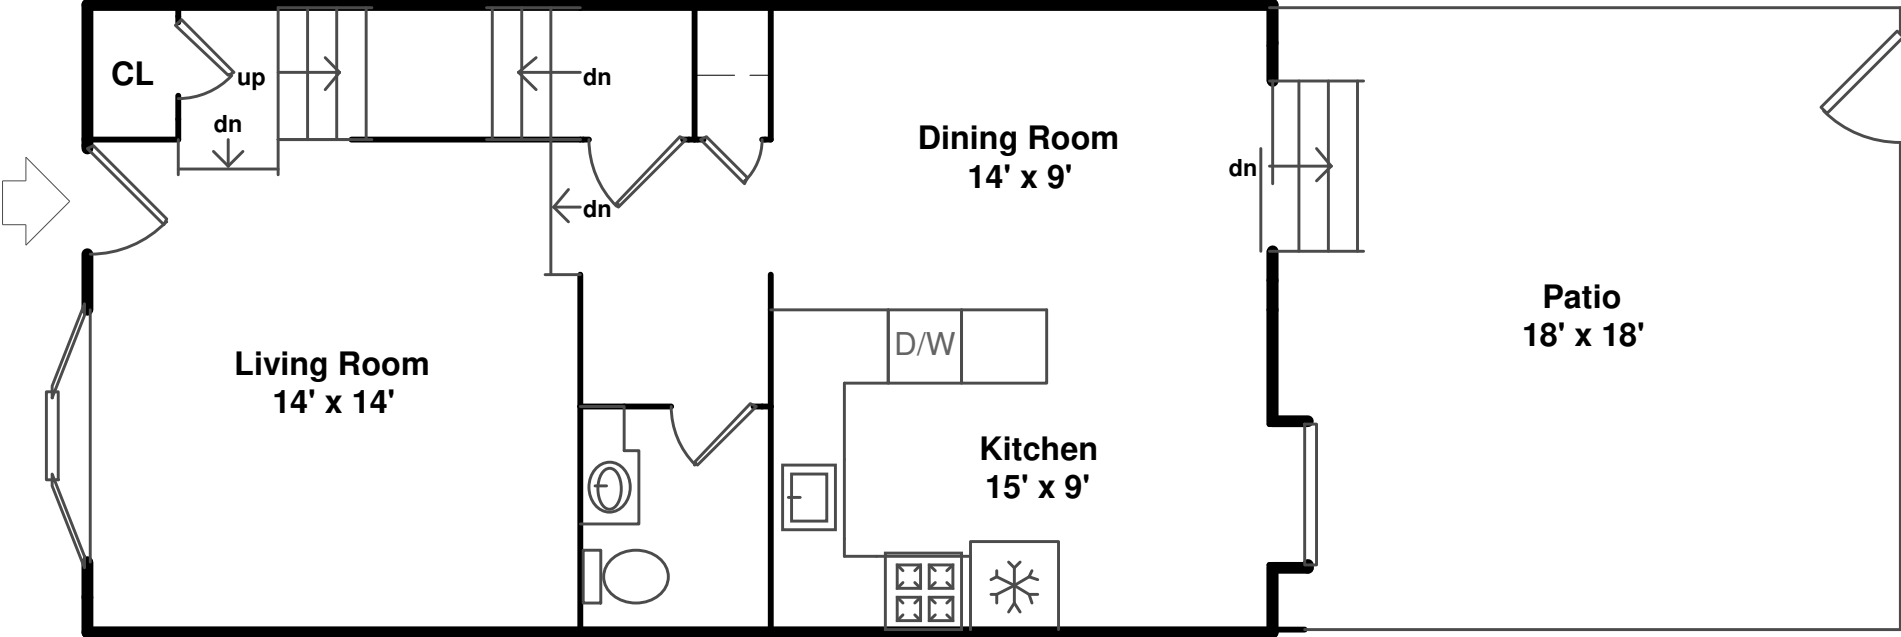 CL
up
dn
dn
dn
Dining Room
14' x 9'
dn
Living Room
14' x 14'
D/W
Kitchen
15' x 9'
Patio
18' x 18'